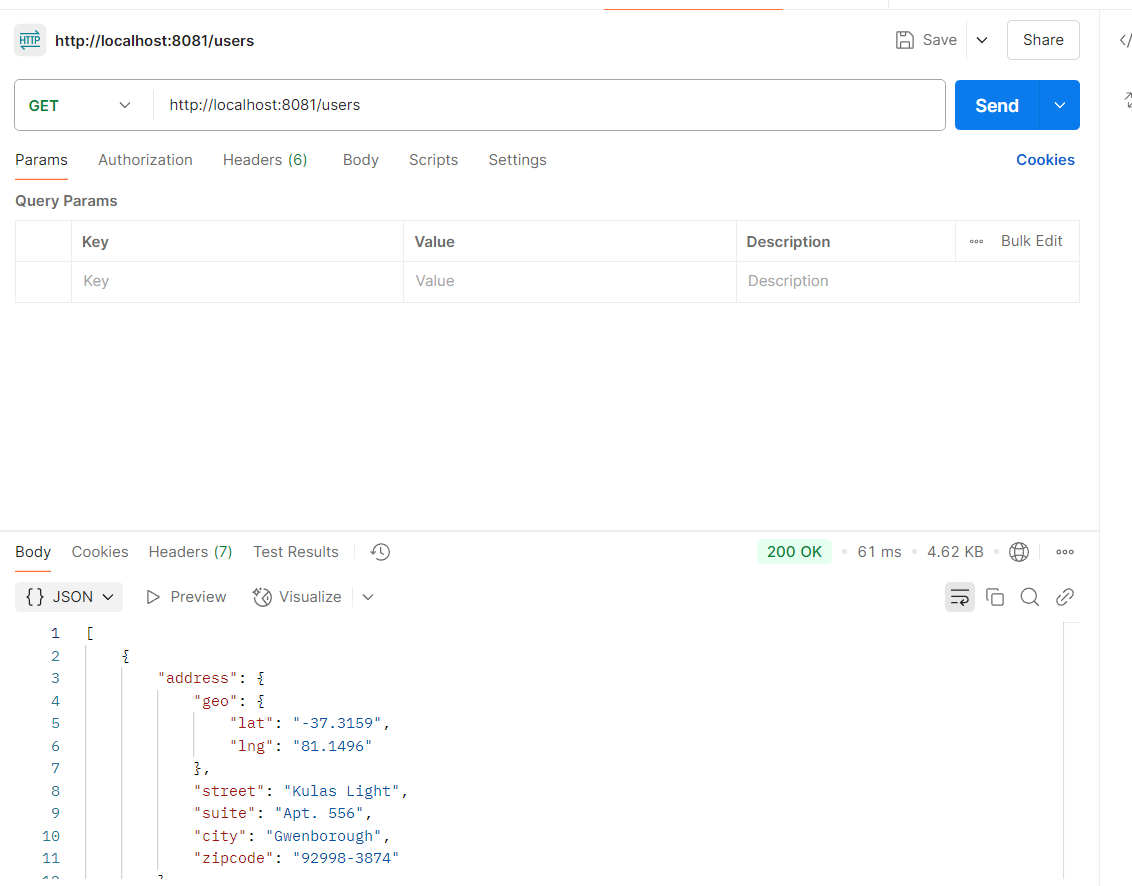 HTTP http://localhost:8081/users Save Share
GET http://localhost:8081/users Send
Params Authorization Headers (6) Body Scripts Settings Cookies
Query Params
Key Value Description Bulk Edit
Key Value Description
Body Cookies Headers (7) Test Results 200 OK 61 ms 4.62 KB
{} JSON Preview Visualize
1 [
2 {
3 "address": {
4 "geo": {
5 "lat": "-37.3159",
6 "lng": "81.1496"
7 },
8 "street": "Kulas Light",
9 "suite": "Apt. 556",
10 "city": "Gwenborough",
11 "zipcode": "92998-3874"